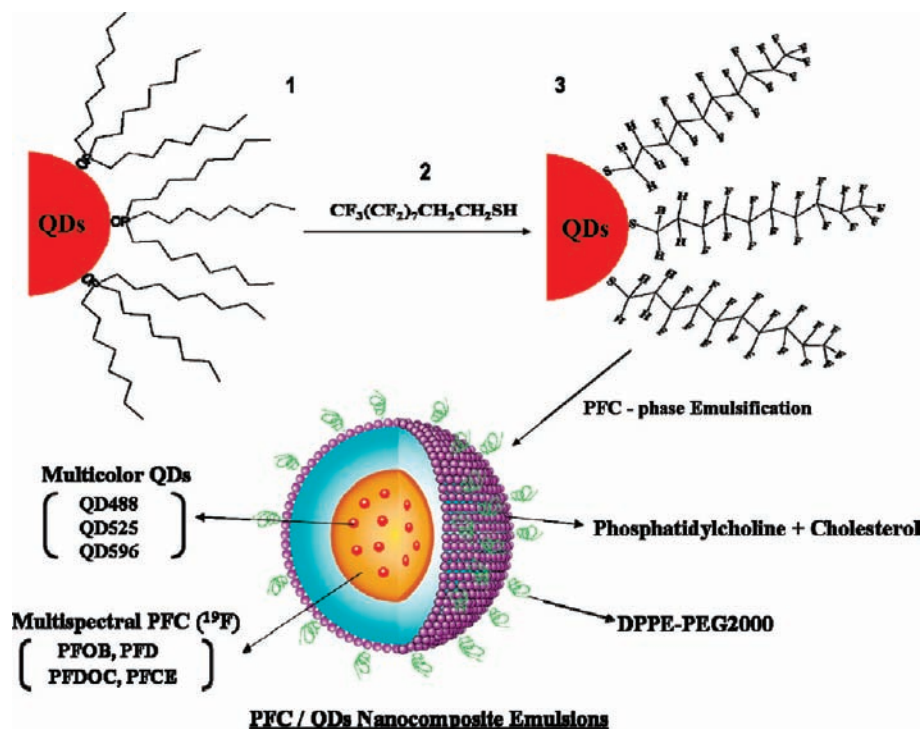 1
3
2
QDs
CF₃(CF₂)₇CH₂CH₂SH
QDs
PFC - phase Emulsification
Multicolor QDs
QD488
QD525
QD596
Phosphatidylcholine + Cholesterol
Multispectral PFC (¹⁹F)
PFOB, PFD
PFDOC, PFCE
DPPE-PEG2000
PFC / QDs Nanocomposite Emulsions